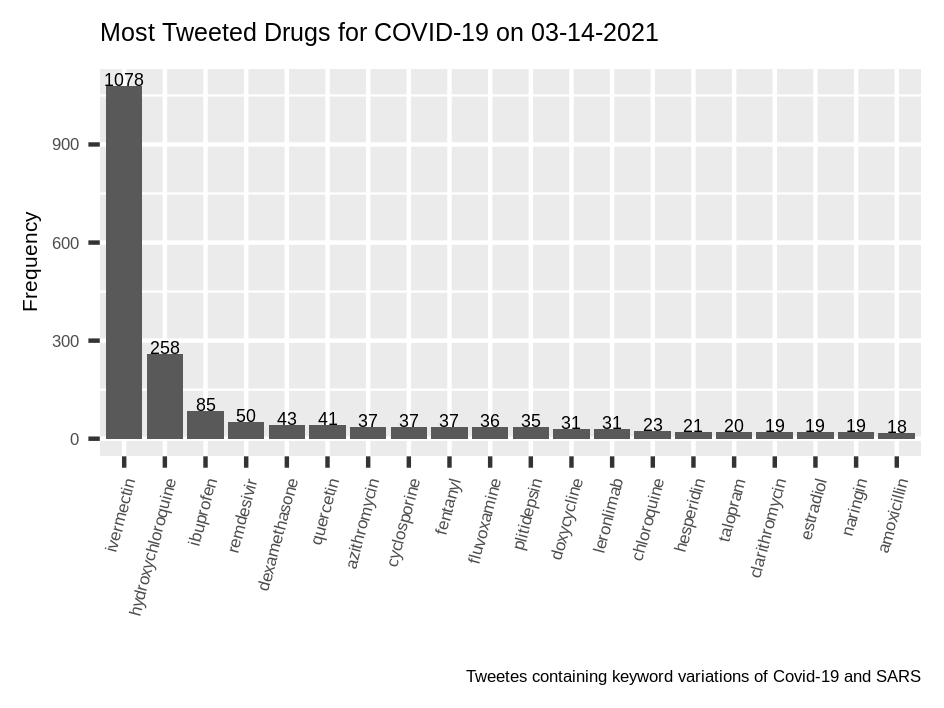 Most Tweeted Drugs for COVID-19 on 03-14-2021
Frequency
900
600
300
0
1078
258
85
50
43
41
37
37
37
36
35
31
31
23
21
20
19
19
19
18
ivermectin
hydroxychloroquine
ibuprofen
remdesivir
dexamethasone
quercetin
azithromycin
cyclosporine
fentanyl
fluvoxamine
plitidepsin
doxycycline
leronlimab
chloroquine
hesperidin
talopram
clarithromycin
estradiol
naringin
amoxicillin
Tweetes containing keyword variations of Covid-19 and SARS